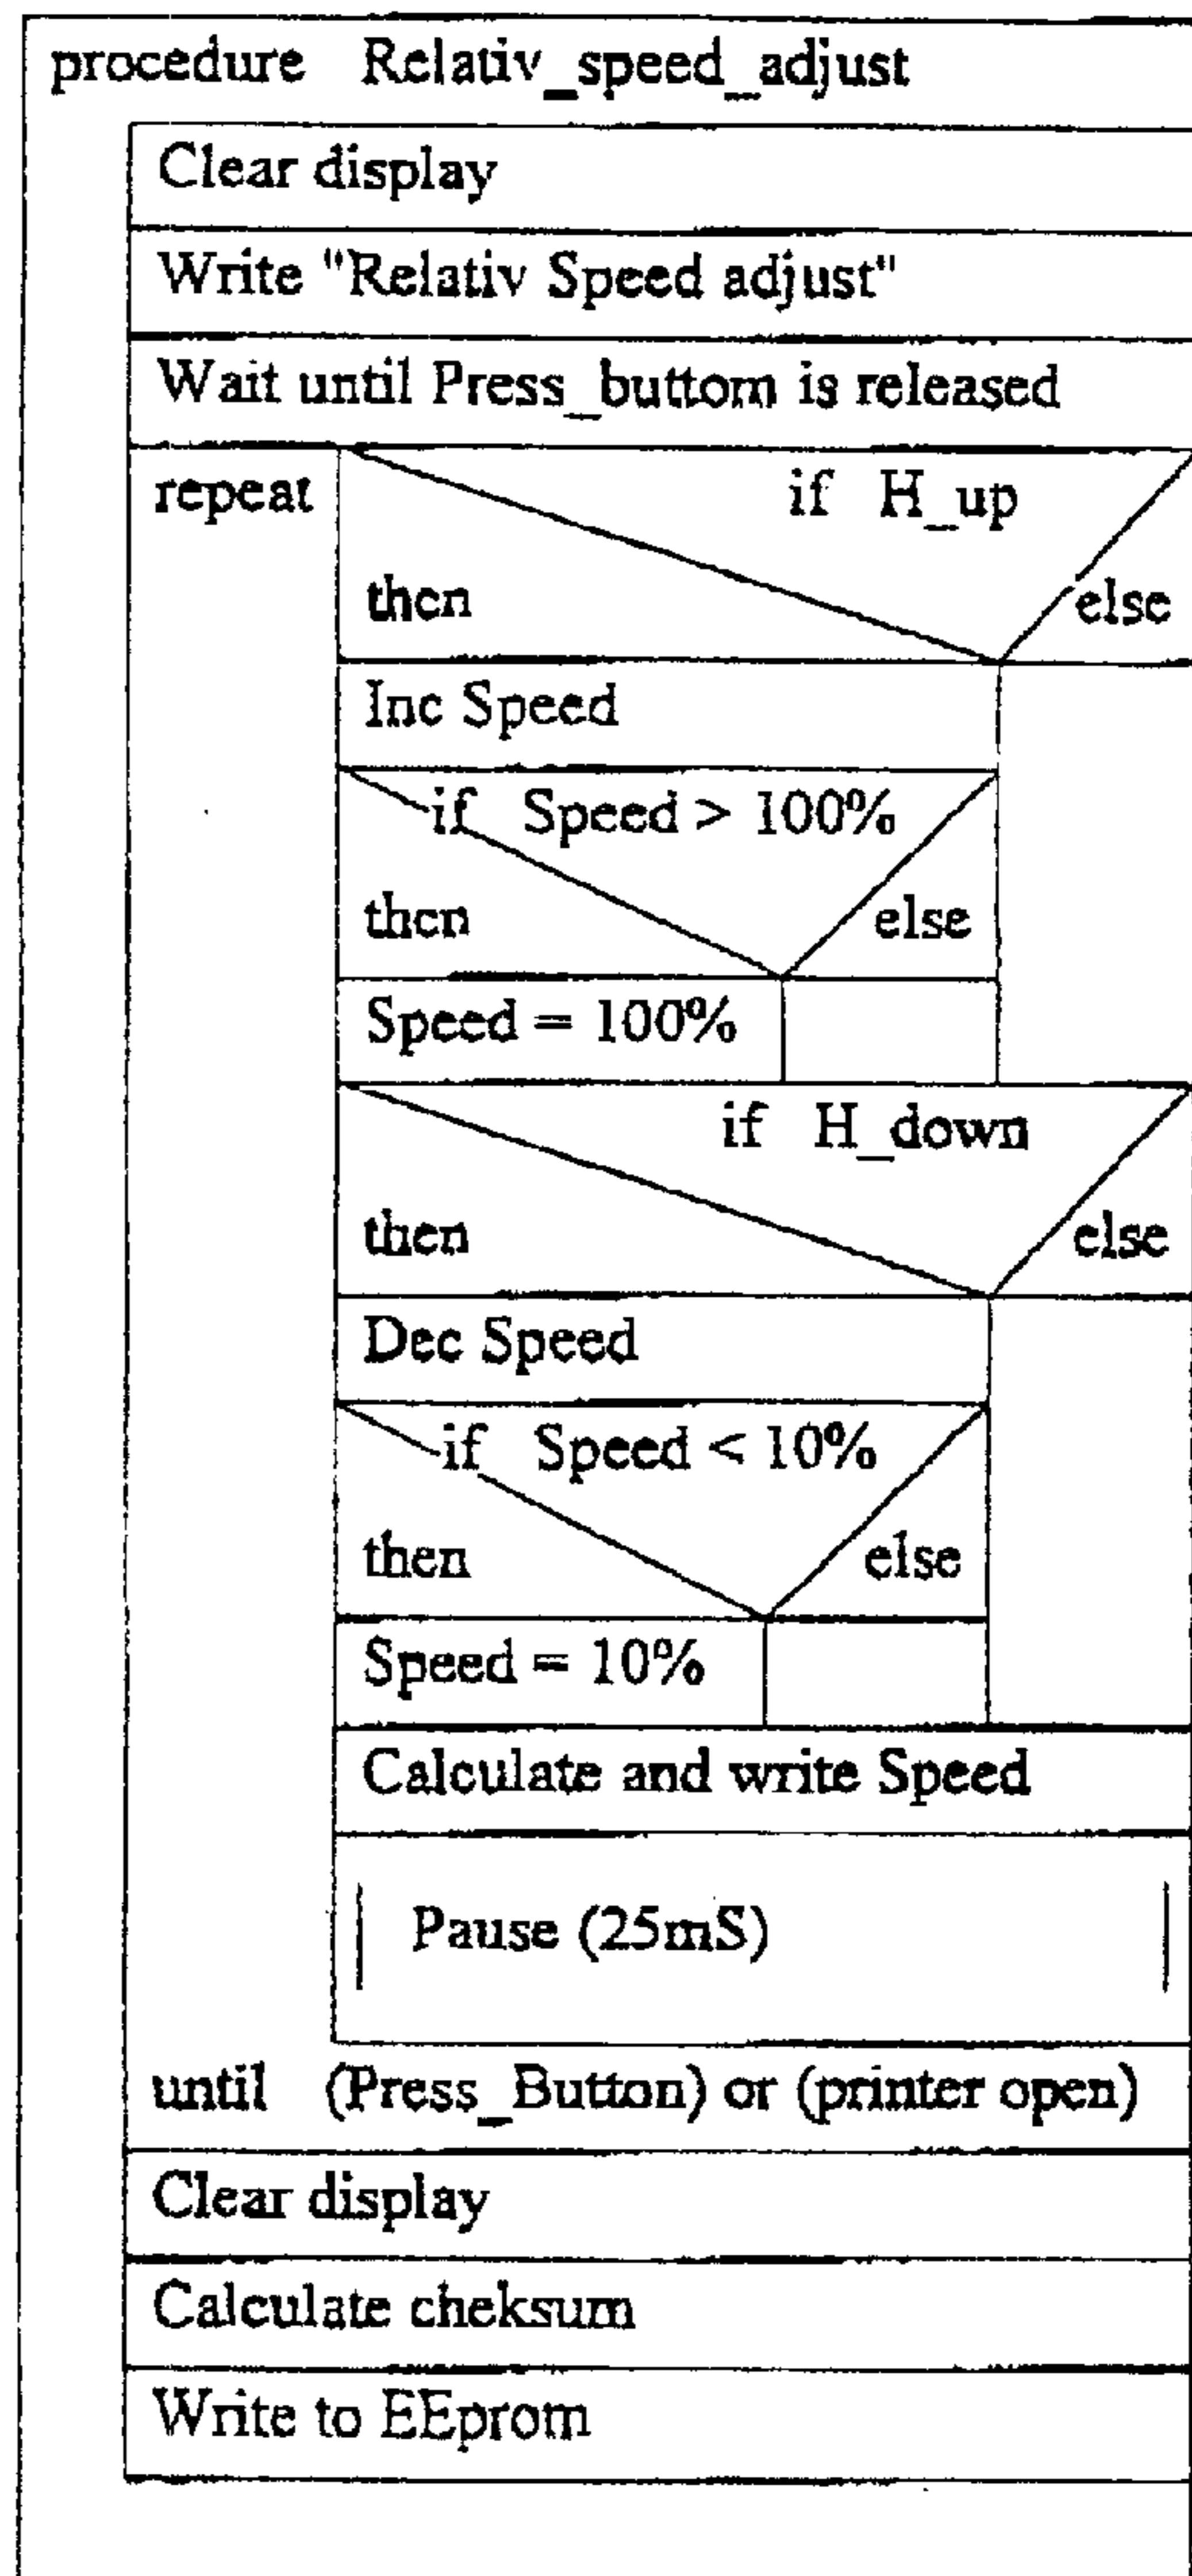 procedure Relativ_speed_adjust
Clear display
Write "Relativ Speed adjust"
Wait until Press_buttom is released
repeat if H_up
then else
Inc Speed
if Speed > 100%
then else
Speed = 100%
if H_down
then else
Dec Speed
if Speed < 10%
then else
Speed = 10%
Calculate and write Speed
Pause (25mS)
until (Press_Button) or (printer open)
Clear display
Calculate cheksum
Write to EEprom